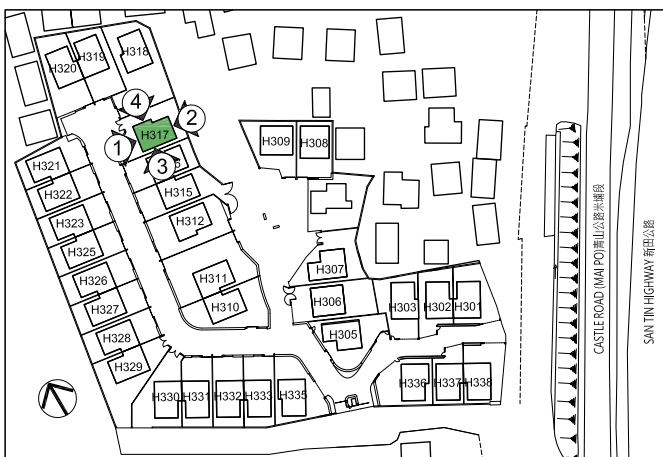 H318
H319
H320
4
2
H317
1
3
H309
H308
H321
H322
H315
H323
H312
H325
H307
H326
H311
H327
H310
H306
H303
H302
H301
H328
H305
H329
H336
H337
H338
H330
H331
H332
H333
H335
CASTLE ROAD (MAI PO)青山公路米埔段
SAN TIN HIGHWAY 新田公路